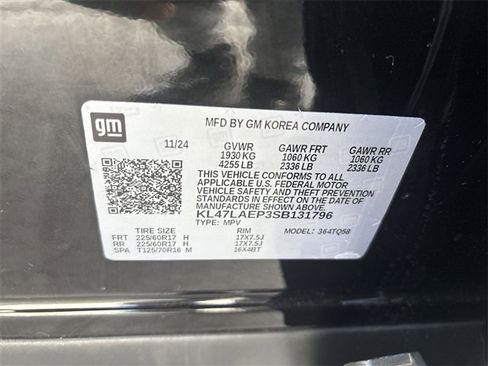 gm
MFD BY GM KOREA COMPANY
11/24 GVWR GAWR FRT GAWR RR
1930 KG 1060 KG 1060 KG
4255 LB 2336 LB 2336 LB
THIS VEHICLE CONFORMS TO ALL
APPLICABLE U.S. FEDERAL MOTOR
VEHICLE SAFETY AND THEFT PREVENTION
STANDARDS IN EFFECT ON THE DATE OF
MANUFACTURE SHOWN ABOVE.
KL47LAEP3SB131796
TYPE: MPV MODEL: 364TQ58
TIRE SIZE RIM
FRT 225/60R17 H 17X7.5J
RR 225/60R17 H 17X7.5J
SPA T125/70R16 M 16X4BT